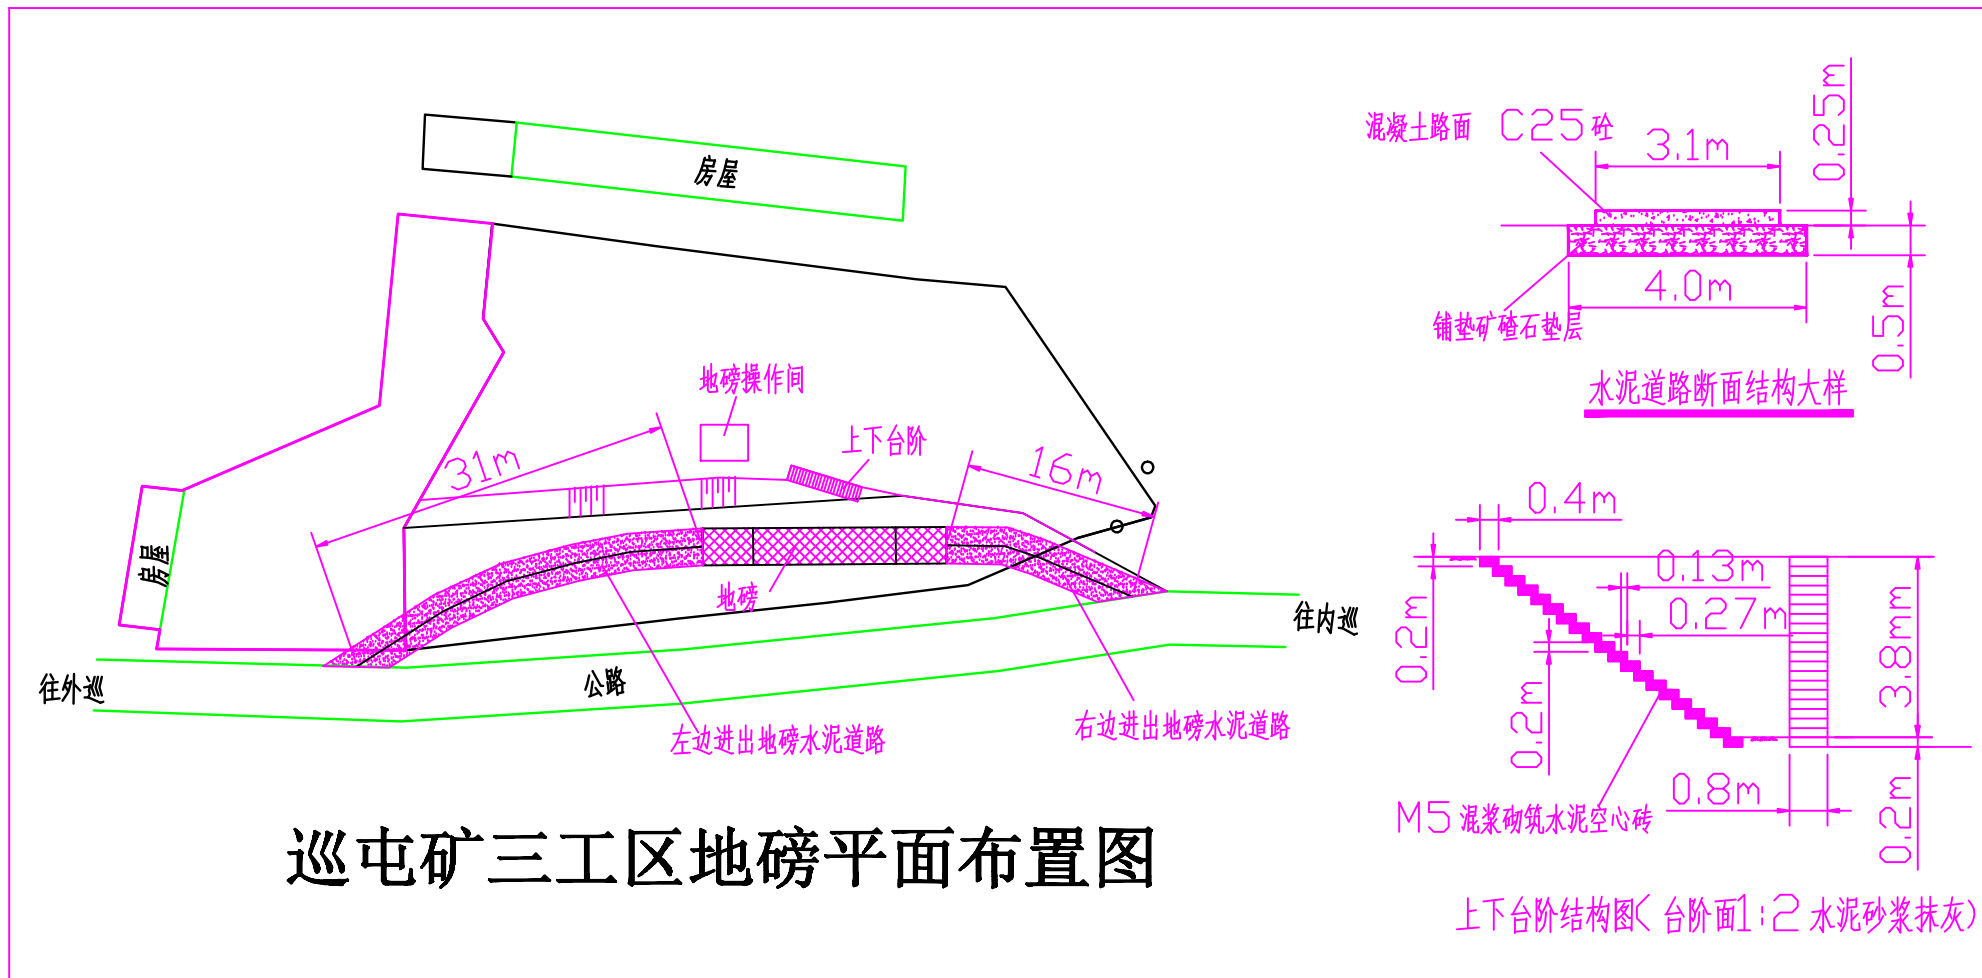 房屋
地磅操作间
上下台阶
31m
16m
房屋
地磅
往内巡
往外巡
公路
左边进出地磅水泥道路
右边进出地磅水泥道路
巡屯矿三工区地磅平面布置图
混凝土路面 C25砼
3.1m
0.25m
4.0m
0.5m
铺垫矿碴石垫层
水泥道路断面结构大样
0.4m
0.13m
0.27m
0.2m
0.2m
3.8mm
0.8m
0.2m
M5混浆砌筑水泥空心砖
上下台阶结构图(台阶面1:2水泥砂浆抹灰)